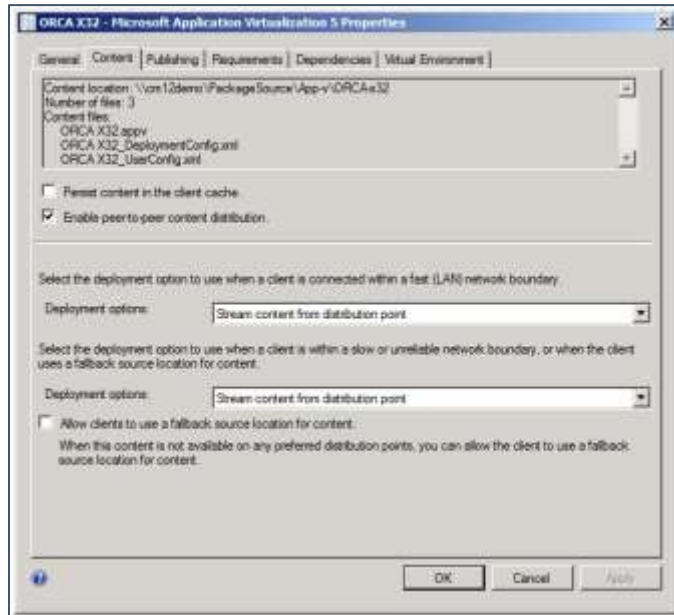 ORCA X32 - Microsoft Application Virtualization 5 Properties
General Content Publishing Requirements Dependencies Virtual Environment
Content location: \\cm12demo\PackageSource\App-v\ORCA-x32
Number of files: 3
Content files:
ORCA X32.appv
ORCA X32_DeploymentConfig.xml
ORCA X32_UserConfig.xml
Persist content in the client cache.
Enable peer-to-peer content distribution.
Select the deployment option to use when a client is connected within a fast (LAN) network boundary.
Deployment options: Stream content from distribution point
Select the deployment option to use when a client is within a slow or unreliable network boundary, or when the client
uses a fallback source location for content.
Deployment options: Stream content from distribution point
Allow clients to use a fallback source location for content.
When this content is not available on any preferred distribution points, you can allow the client to use a fallback
source location for content.
OK Cancel Apply